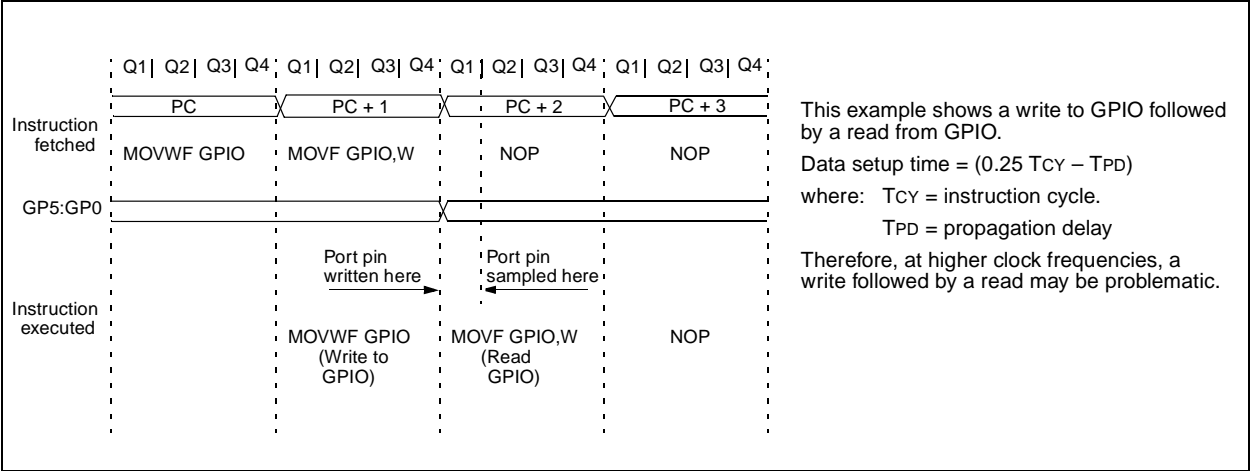 Q1| Q2| Q3| Q4 Q1| Q2| Q3| Q4 Q1| Q2| Q3| Q4 Q1| Q2| Q3| Q4
PC PC + 1 PC + 2 PC + 3
Instruction
fetched
MOVWF GPIO MOVF GPIO,W NOP NOP
GP5:GP0
Port pin
written here
Port pin
sampled here
Instruction
executed
MOVWF GPIO
(Write to
GPIO)
MOVF GPIO,W
(Read
GPIO)
NOP
This example shows a write to GPIO followed
by a read from GPIO.
Data setup time = (0.25 TCY – TPD)
where: TCY = instruction cycle.
TPD = propagation delay
Therefore, at higher clock frequencies, a
write followed by a read may be problematic.